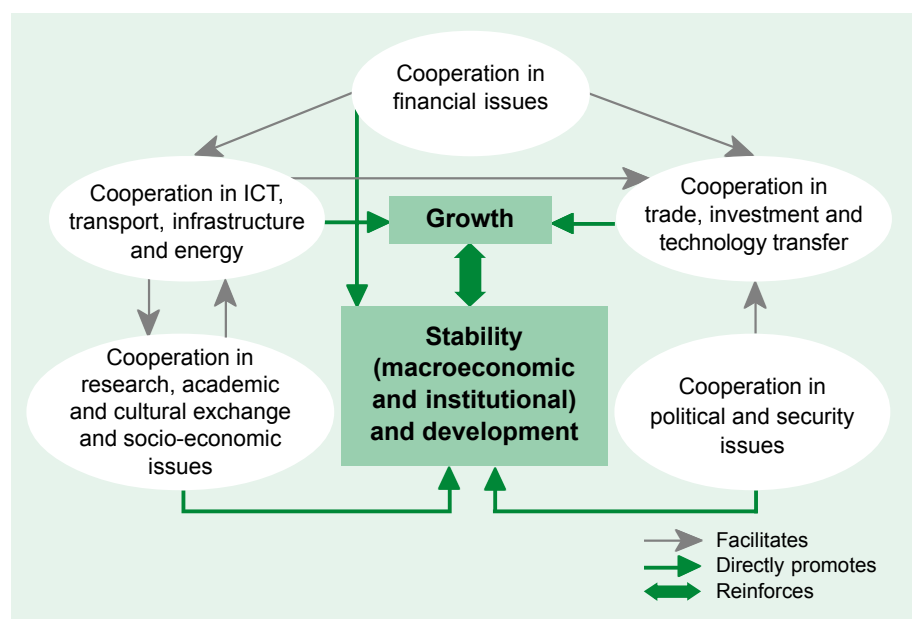 Cooperation in
financial issues
Cooperation in ICT,
transport, infrastructure
and energy
Growth
Cooperation in
trade, investment and
technology transfer
Cooperation in
research, academic
and cultural exchange
and socio-economic
issues
Stability
(macroeconomic
and institutional)
and development
Cooperation in
political and security
issues
Facilitates
Directly promotes
Reinforces